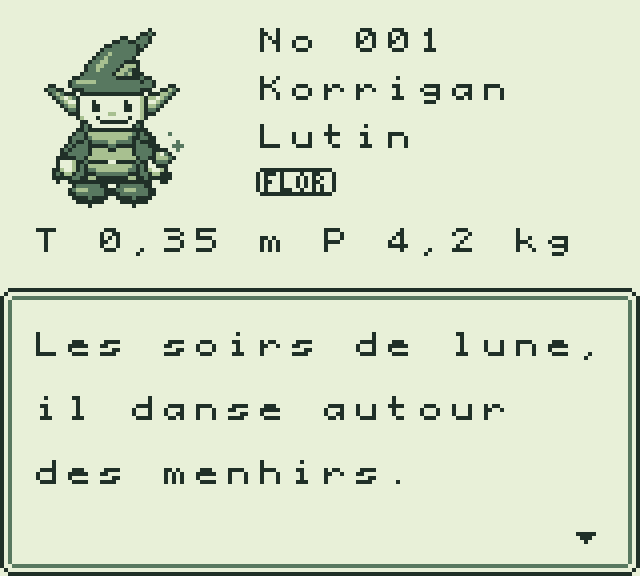 No 001
Korrigan
Lutin
FLOR
T 0,35 m P 4,2 kg
Les soirs de lune,
il danse autour
des menhirs.